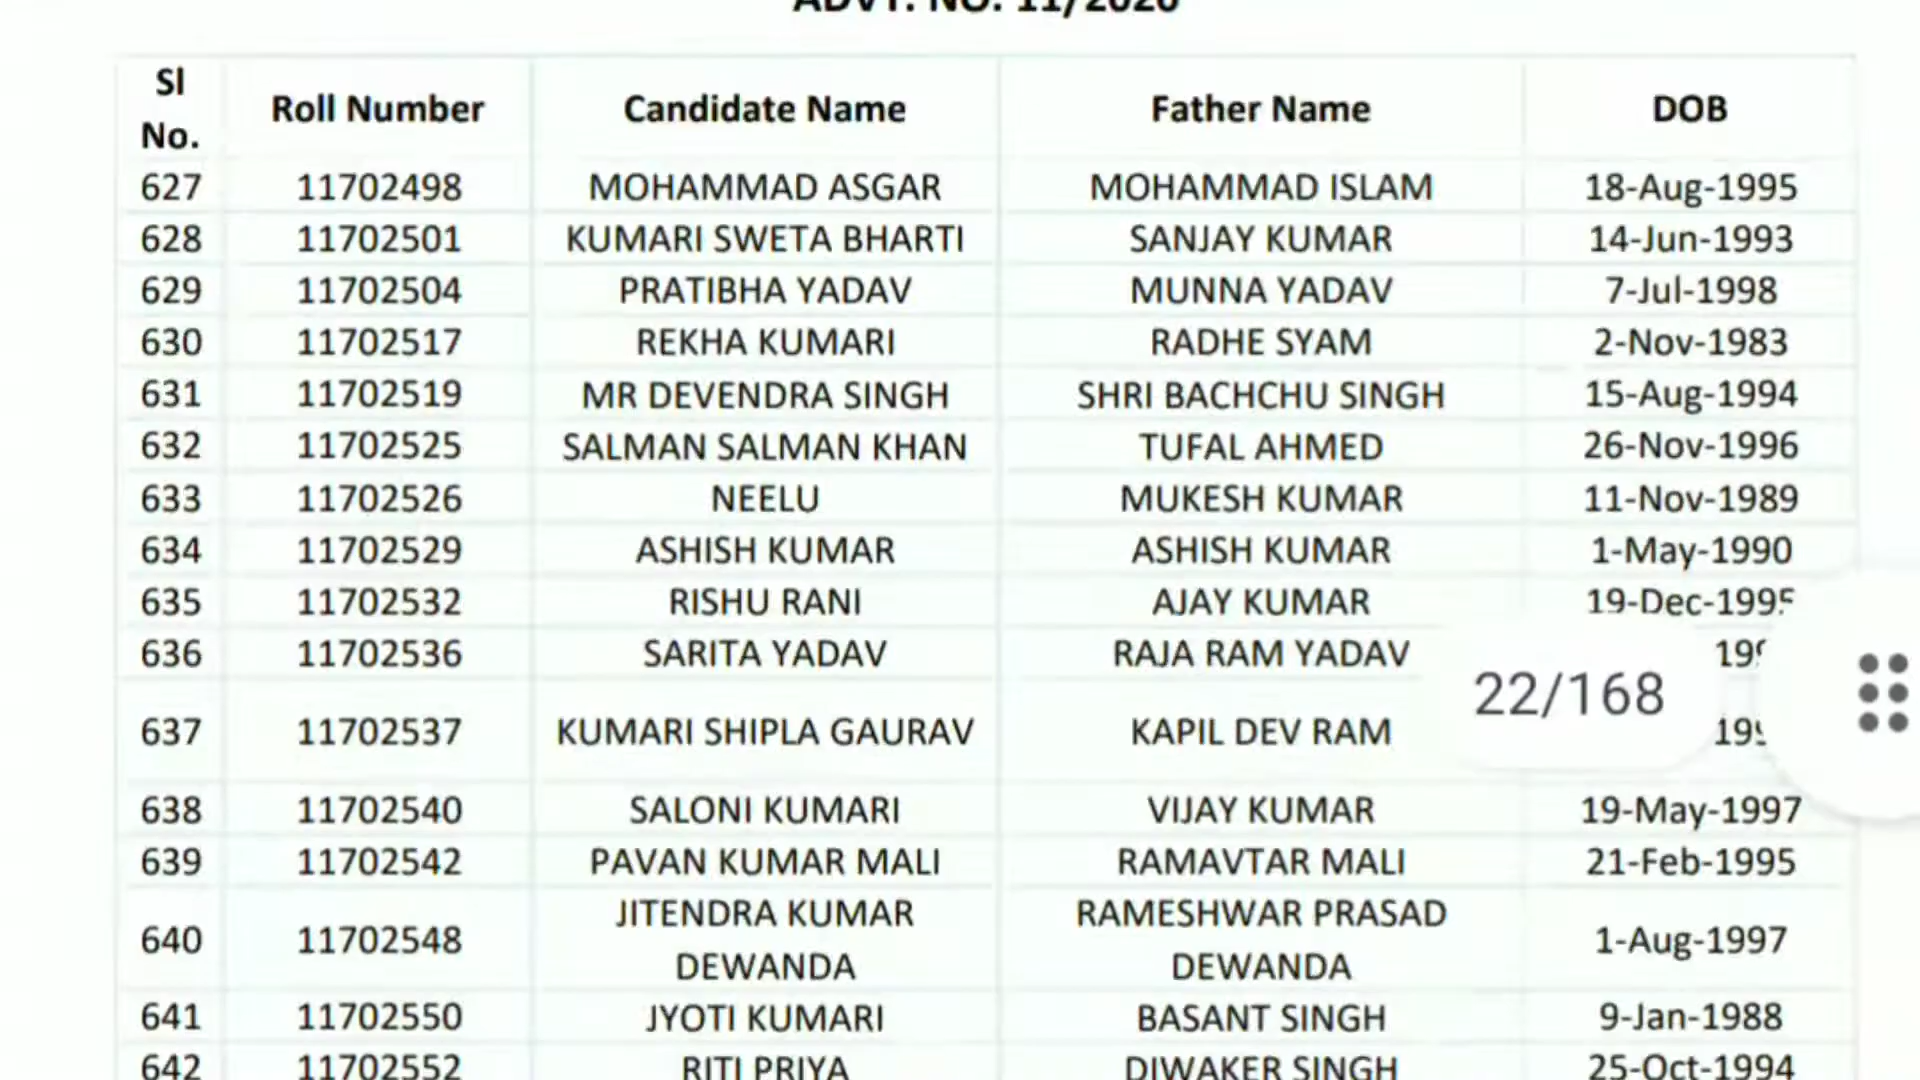 ADVT. NO. 11/2020
Sl No. Roll Number Candidate Name Father Name DOB
627 11702498 MOHAMMAD ASGAR MOHAMMAD ISLAM 18-Aug-1995
628 11702501 KUMARI SWETA BHARTI SANJAY KUMAR 14-Jun-1993
629 11702504 PRATIBHA YADAV MUNNA YADAV 7-Jul-1998
630 11702517 REKHA KUMARI RADHE SYAM 2-Nov-1983
631 11702519 MR DEVENDRA SINGH SHRI BACHCHU SINGH 15-Aug-1994
632 11702525 SALMAN SALMAN KHAN TUFAL AHMED 26-Nov-1996
633 11702526 NEELU MUKESH KUMAR 11-Nov-1989
634 11702529 ASHISH KUMAR ASHISH KUMAR 1-May-1990
635 11702532 RISHU RANI AJAY KUMAR 19-Dec-1995
636 11702536 SARITA YADAV RAJA RAM YADAV
22/168
637 11702537 KUMARI SHIPLA GAURAV KAPIL DEV RAM
638 11702540 SALONI KUMARI VIJAY KUMAR 19-May-1997
639 11702542 PAVAN KUMAR MALI RAMAVTAR MALI 21-Feb-1995
640 11702548 JITENDRA KUMAR DEWANDA RAMESHWAR PRASAD DEWANDA 1-Aug-1997
641 11702550 JYOTI KUMARI BASANT SINGH 9-Jan-1988
642 11702552 RITI PRIYA DIWAKER SINGH 25-Oct-1994